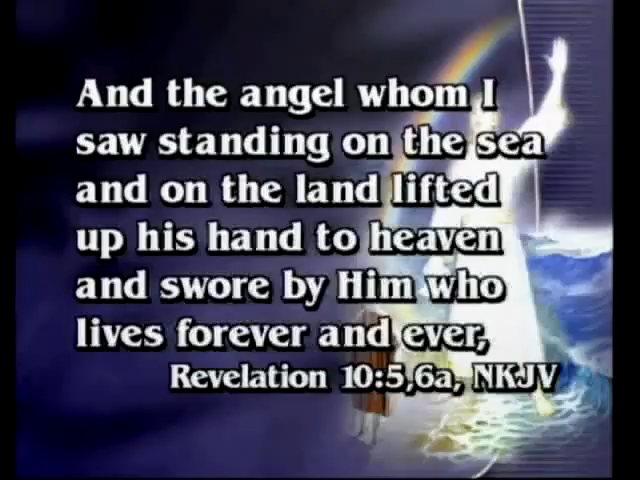 And the angel whom I
saw standing on the sea
and on the land lifted
up his hand to heaven
and swore by Him who
lives forever and ever,
Revelation 10:5,6a, NKJV